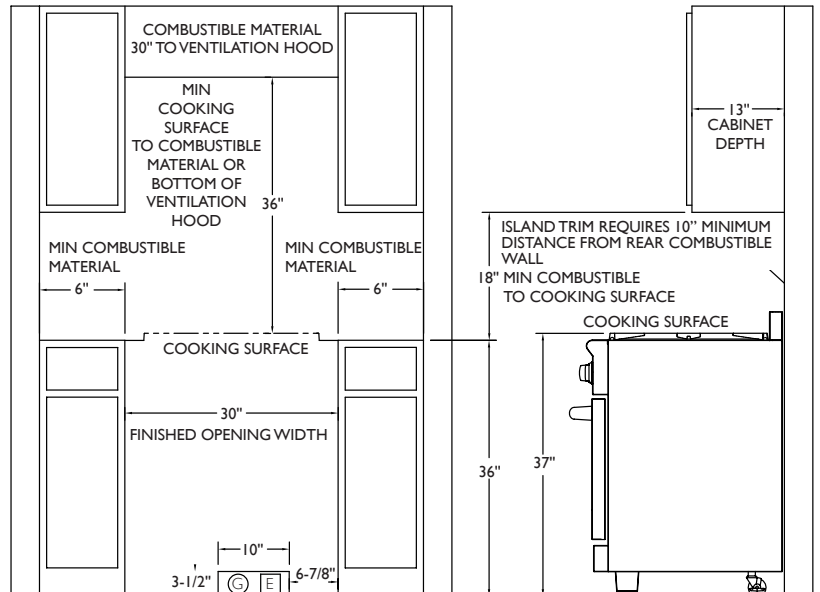 COMBUSTIBLE MATERIAL
30" TO VENTILATION HOOD
MIN
COOKING
SURFACE
TO COMBUSTIBLE
MATERIAL OR
BOTTOM OF
VENTILATION
HOOD
36"
MIN COMBUSTIBLE
MATERIAL
6"
MIN COMBUSTIBLE
MATERIAL
6"
COOKING SURFACE
30"
FINISHED OPENING WIDTH
10"
3-1/2"
G
E
6-7/8"
13"
CABINET
DEPTH
ISLAND TRIM REQUIRES 10” MINIMUM
DISTANCE FROM REAR COMBUSTIBLE
WALL
18" MIN COMBUSTIBLE
TO COOKING SURFACE
COOKING SURFACE
36"
37"